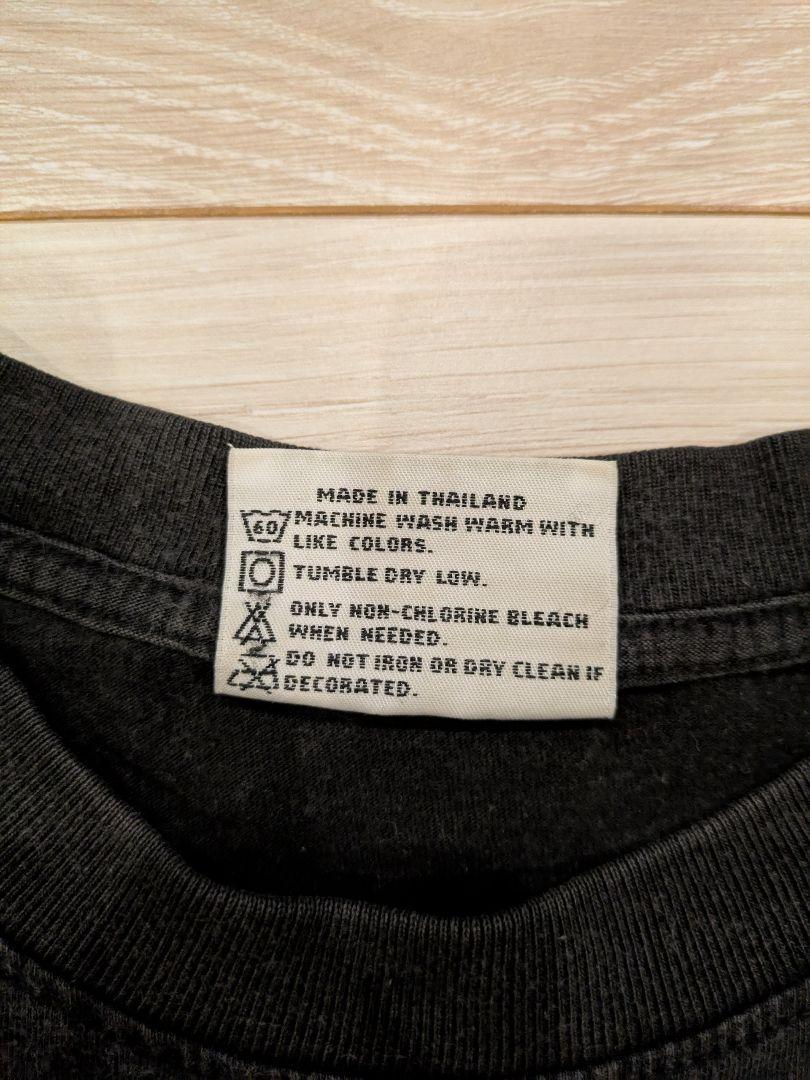 MADE IN THAILAND
60 MACHINE WASH WARM WITH
LIKE COLORS.
TUMBLE DRY LOW.
ONLY NON-CHLORINE BLEACH
WHEN NEEDED.
DO NOT IRON OR DRY CLEAN IF
DECORATED.